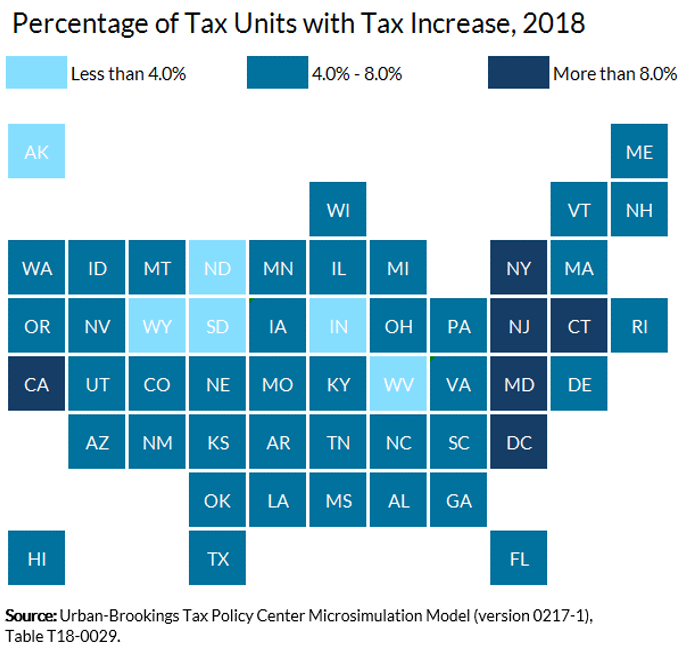 Percentage of Tax Units with Tax Increase, 2018
Less than 4.0% 4.0% - 8.0% More than 8.0%
AK ME
WI VT NH
WA ID MT ND MN IL MI NY MA
OR NV WY SD IA IN OH PA NJ CT RI
CA UT CO NE MO KY WV VA MD DE
AZ NM KS AR TN NC SC DC
OK LA MS AL GA
HI TX FL
Source: Urban-Brookings Tax Policy Center Microsimulation Model (version 0217-1),
Table T18-0029.